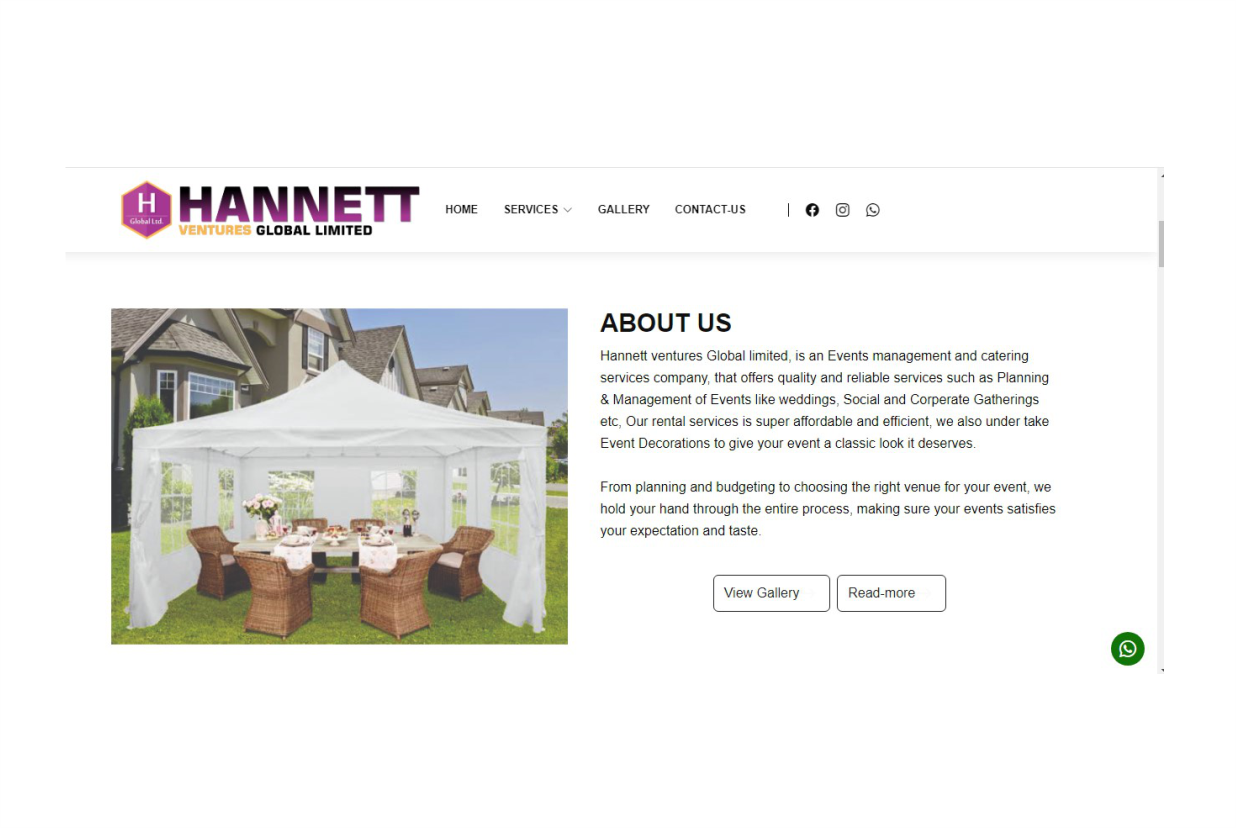 H
Global Ltd.
HANNETT
VENTURES GLOBAL LIMITED
HOME SERVICES GALLERY CONTACT-US
ABOUT US
Hannett ventures Global limited, is an Events management and catering
services company, that offers quality and reliable services such as Planning
& Management of Events like weddings, Social and Corperate Gatherings
etc, Our rental services is super affordable and efficient, we also under take
Event Decorations to give your event a classic look it deserves.
From planning and budgeting to choosing the right venue for your event, we
hold your hand through the entire process, making sure your events satisfies
your expectation and taste.
View Gallery Read-more